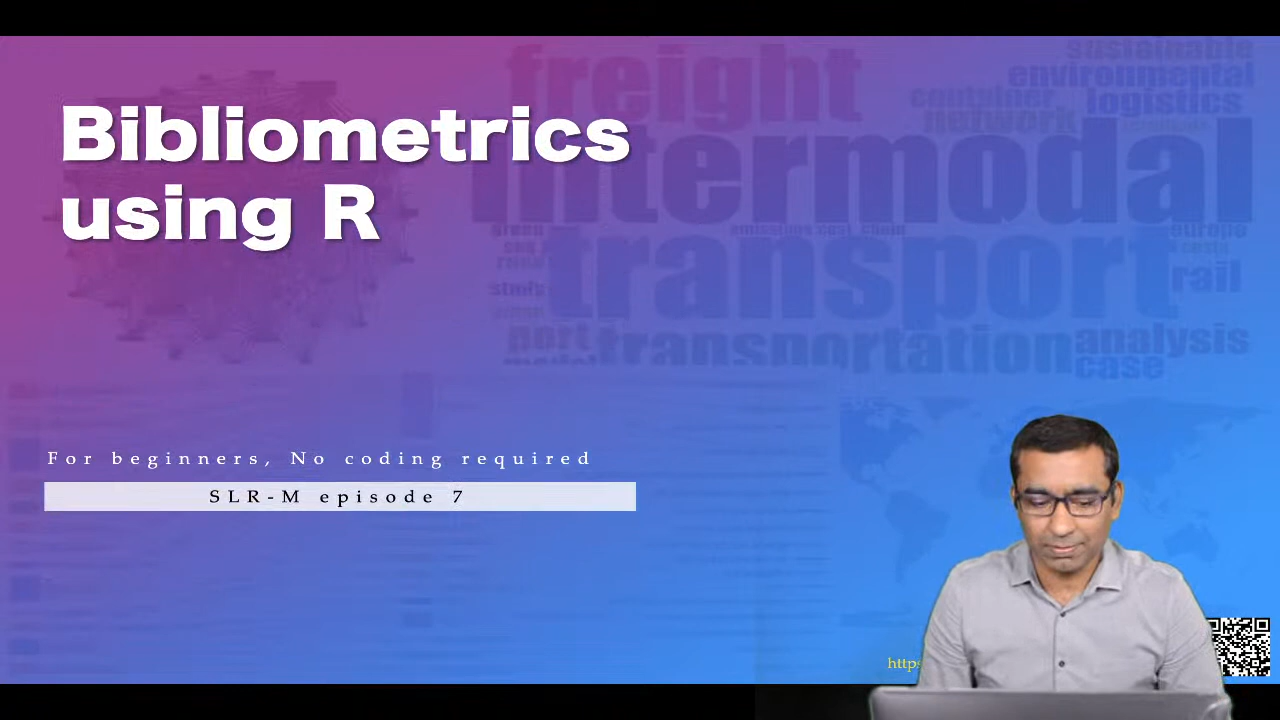 Bibliometrics
using R
For beginners, No coding required
SLR-M episode 7
freight
sustainable
environmental
container
logistics
network
intermodal
transport
europe
rail
port
transportation
analysis
case
https